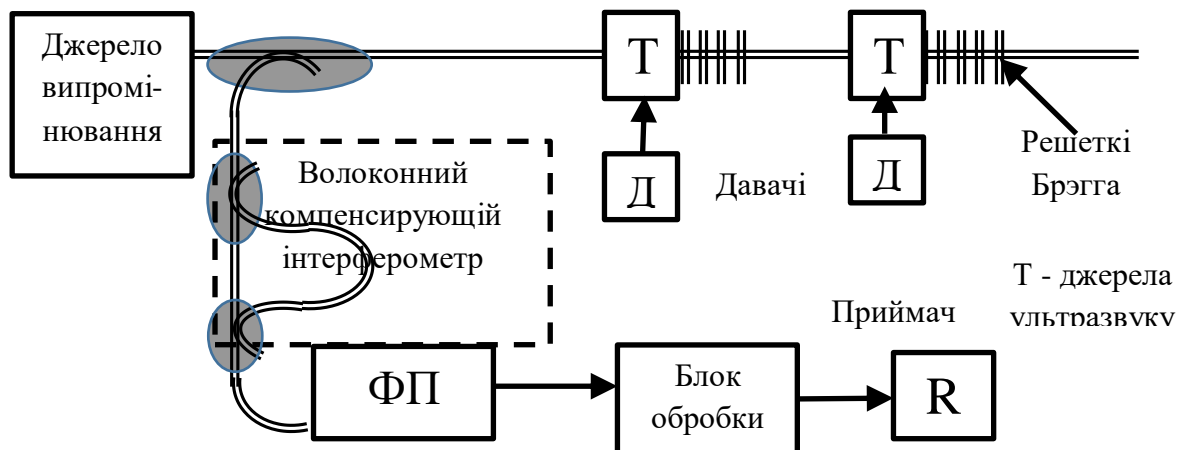 Джерело
випромі-
нювання
Т
Т
Д
Давачі
Д
Решеткі
Брэгга
Волоконний
компенсирующій
інтерферометр
Т - джерела
ультразвуку
Приймач
ФП
Блок
обробки
R